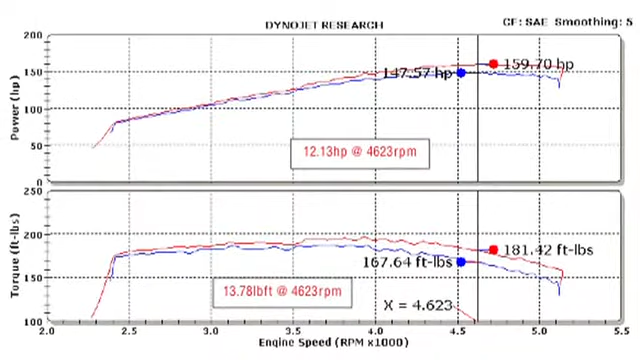 DYNOJET RESEARCH
CF: SAE Smoothing: 5
Power (hp)
200
150
100
50
0
147.57 hp
159.70 hp
12.13hp @ 4623rpm
Torque (ft-lbs)
250
200
150
100
181.42 ft-lbs
167.64 ft-lbs
13.78lbft @ 4623rpm
X = 4.623
2.0 2.5 3.0 3.5 4.0 4.5 5.0 5.5
Engine Speed (RPM x1000)